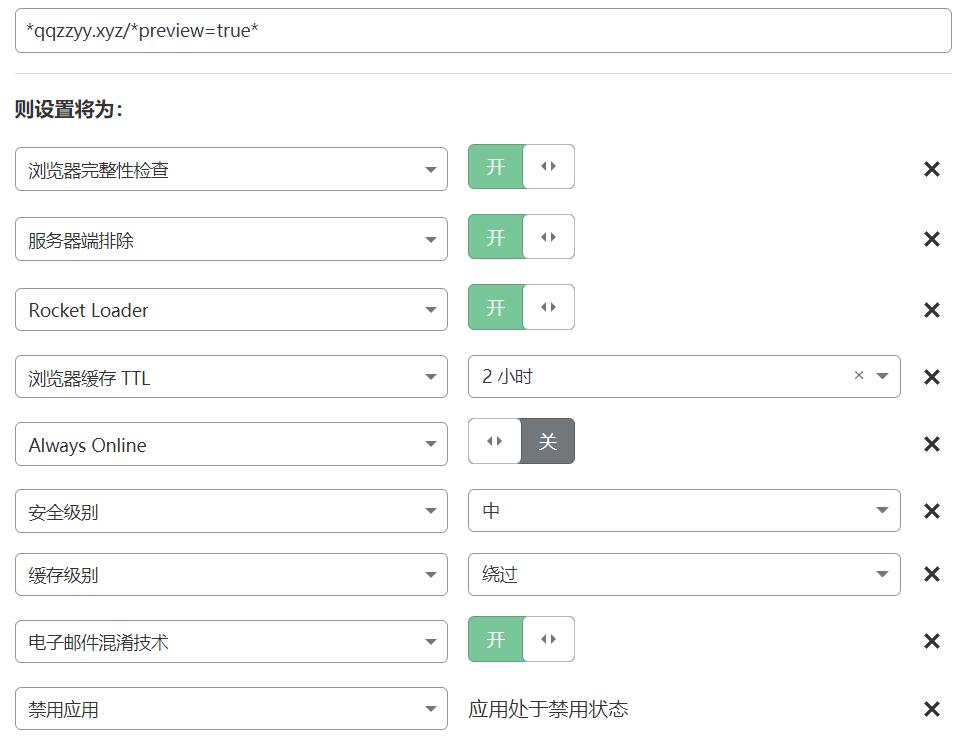 *qqzzyy.xyz/*preview=true*
则设置将为：
浏览器完整性检查 开
服务器端排除 开
Rocket Loader 开
浏览器缓存 TTL 2 小时
Always Online 关
安全级别 中
缓存级别 绕过
电子邮件混淆技术 开
禁用应用 应用处于禁用状态